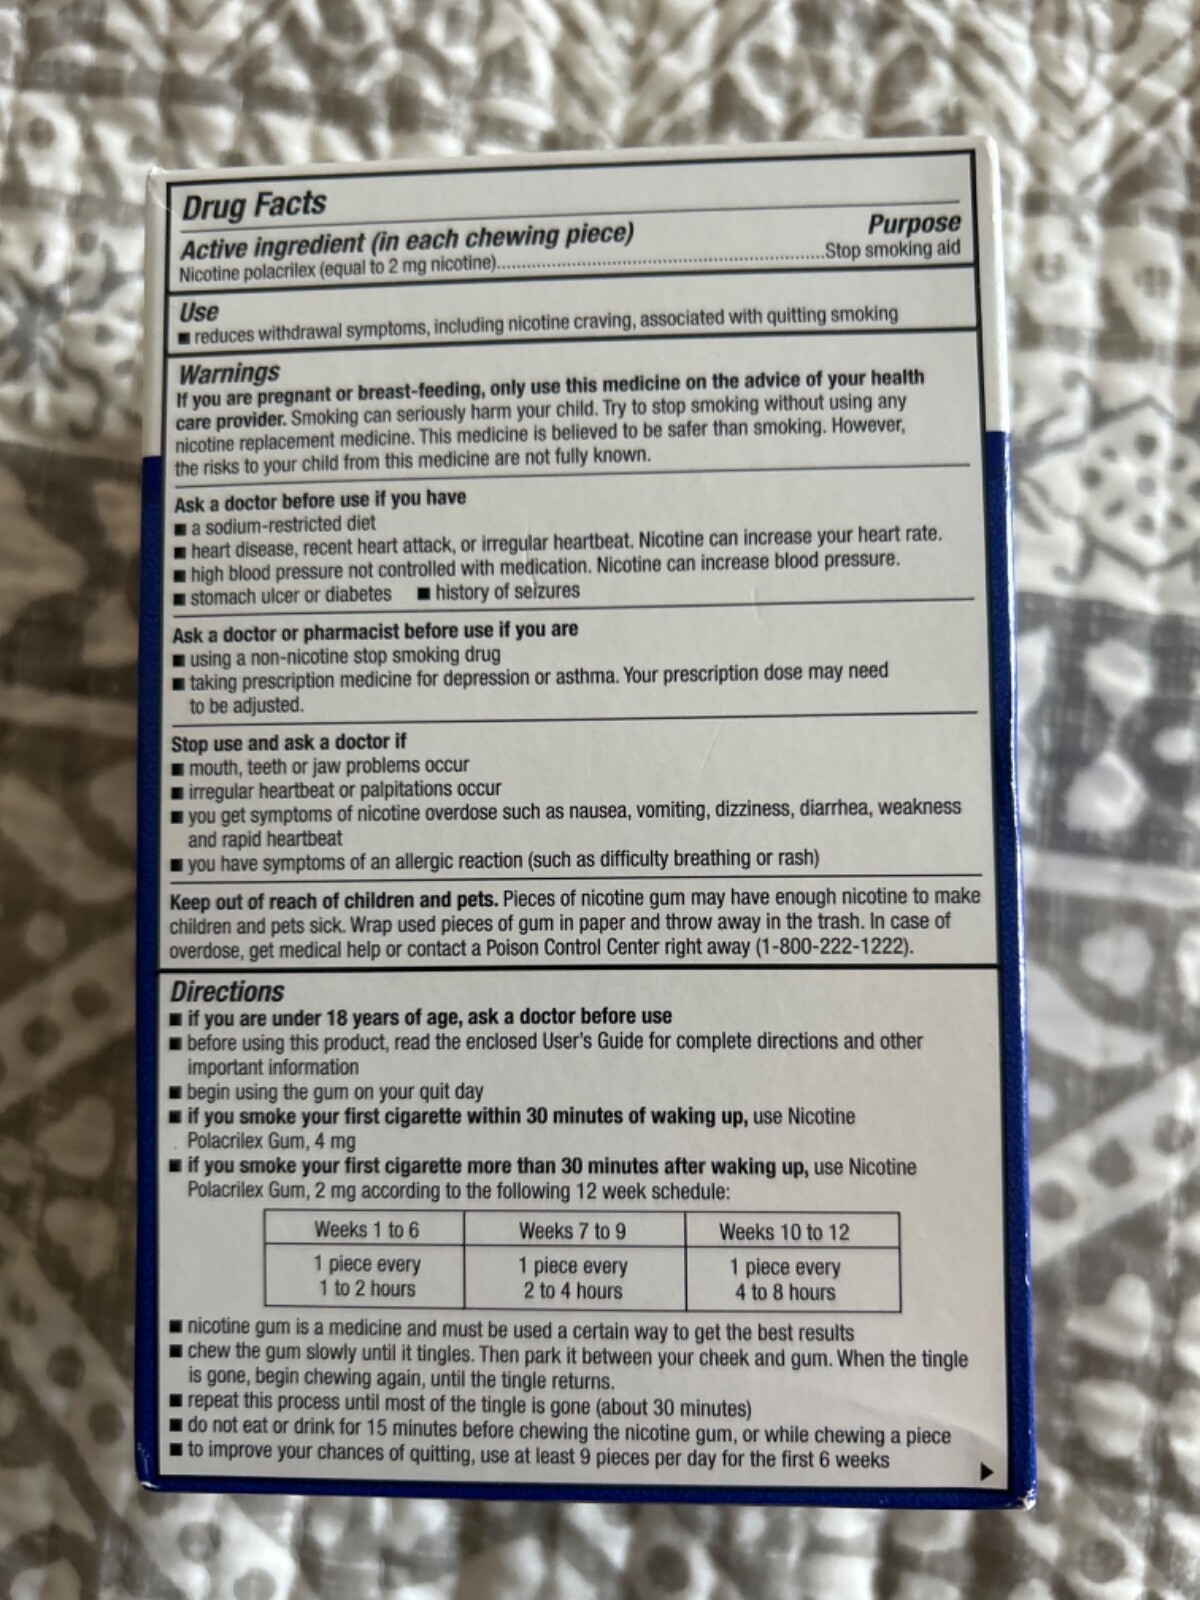 Drug Facts
Active ingredient (in each chewing piece) Purpose
Nicotine polacrilex (equal to 2 mg nicotine)..........................................................................Stop smoking aid
Use
■ reduces withdrawal symptoms, including nicotine craving, associated with quitting smoking
Warnings
If you are pregnant or breast-feeding, only use this medicine on the advice of your health
care provider. Smoking can seriously harm your child. Try to stop smoking without using any
nicotine replacement medicine. This medicine is believed to be safer than smoking. However,
the risks to your child from this medicine are not fully known.
Ask a doctor before use if you have
■ a sodium-restricted diet
■ heart disease, recent heart attack, or irregular heartbeat. Nicotine can increase your heart rate.
■ high blood pressure not controlled with medication. Nicotine can increase blood pressure.
■ stomach ulcer or diabetes ■ history of seizures
Ask a doctor or pharmacist before use if you are
■ using a non-nicotine stop smoking drug
■ taking prescription medicine for depression or asthma. Your prescription dose may need
to be adjusted.
Stop use and ask a doctor if
■ mouth, teeth or jaw problems occur
■ irregular heartbeat or palpitations occur
■ you get symptoms of nicotine overdose such as nausea, vomiting, dizziness, diarrhea, weakness
and rapid heartbeat
■ you have symptoms of an allergic reaction (such as difficulty breathing or rash)
Keep out of reach of children and pets. Pieces of nicotine gum may have enough nicotine to make
children and pets sick. Wrap used pieces of gum in paper and throw away in the trash. In case of
overdose, get medical help or contact a Poison Control Center right away (1-800-222-1222).
Directions
■ if you are under 18 years of age, ask a doctor before use
■ before using this product, read the enclosed User's Guide for complete directions and other
important information
■ begin using the gum on your quit day
■ if you smoke your first cigarette within 30 minutes of waking up, use Nicotine
Polacrilex Gum, 4 mg
■ if you smoke your first cigarette more than 30 minutes after waking up, use Nicotine
Polacrilex Gum, 2 mg according to the following 12 week schedule:
Weeks 1 to 6 Weeks 7 to 9 Weeks 10 to 12
1 piece every 1 piece every 1 piece every
1 to 2 hours 2 to 4 hours 4 to 8 hours
■ nicotine gum is a medicine and must be used a certain way to get the best results
■ chew the gum slowly until it tingles. Then park it between your cheek and gum. When the tingle
is gone, begin chewing again, until the tingle returns.
■ repeat this process until most of the tingle is gone (about 30 minutes)
■ do not eat or drink for 15 minutes before chewing the nicotine gum, or while chewing a piece
■ to improve your chances of quitting, use at least 9 pieces per day for the first 6 weeks